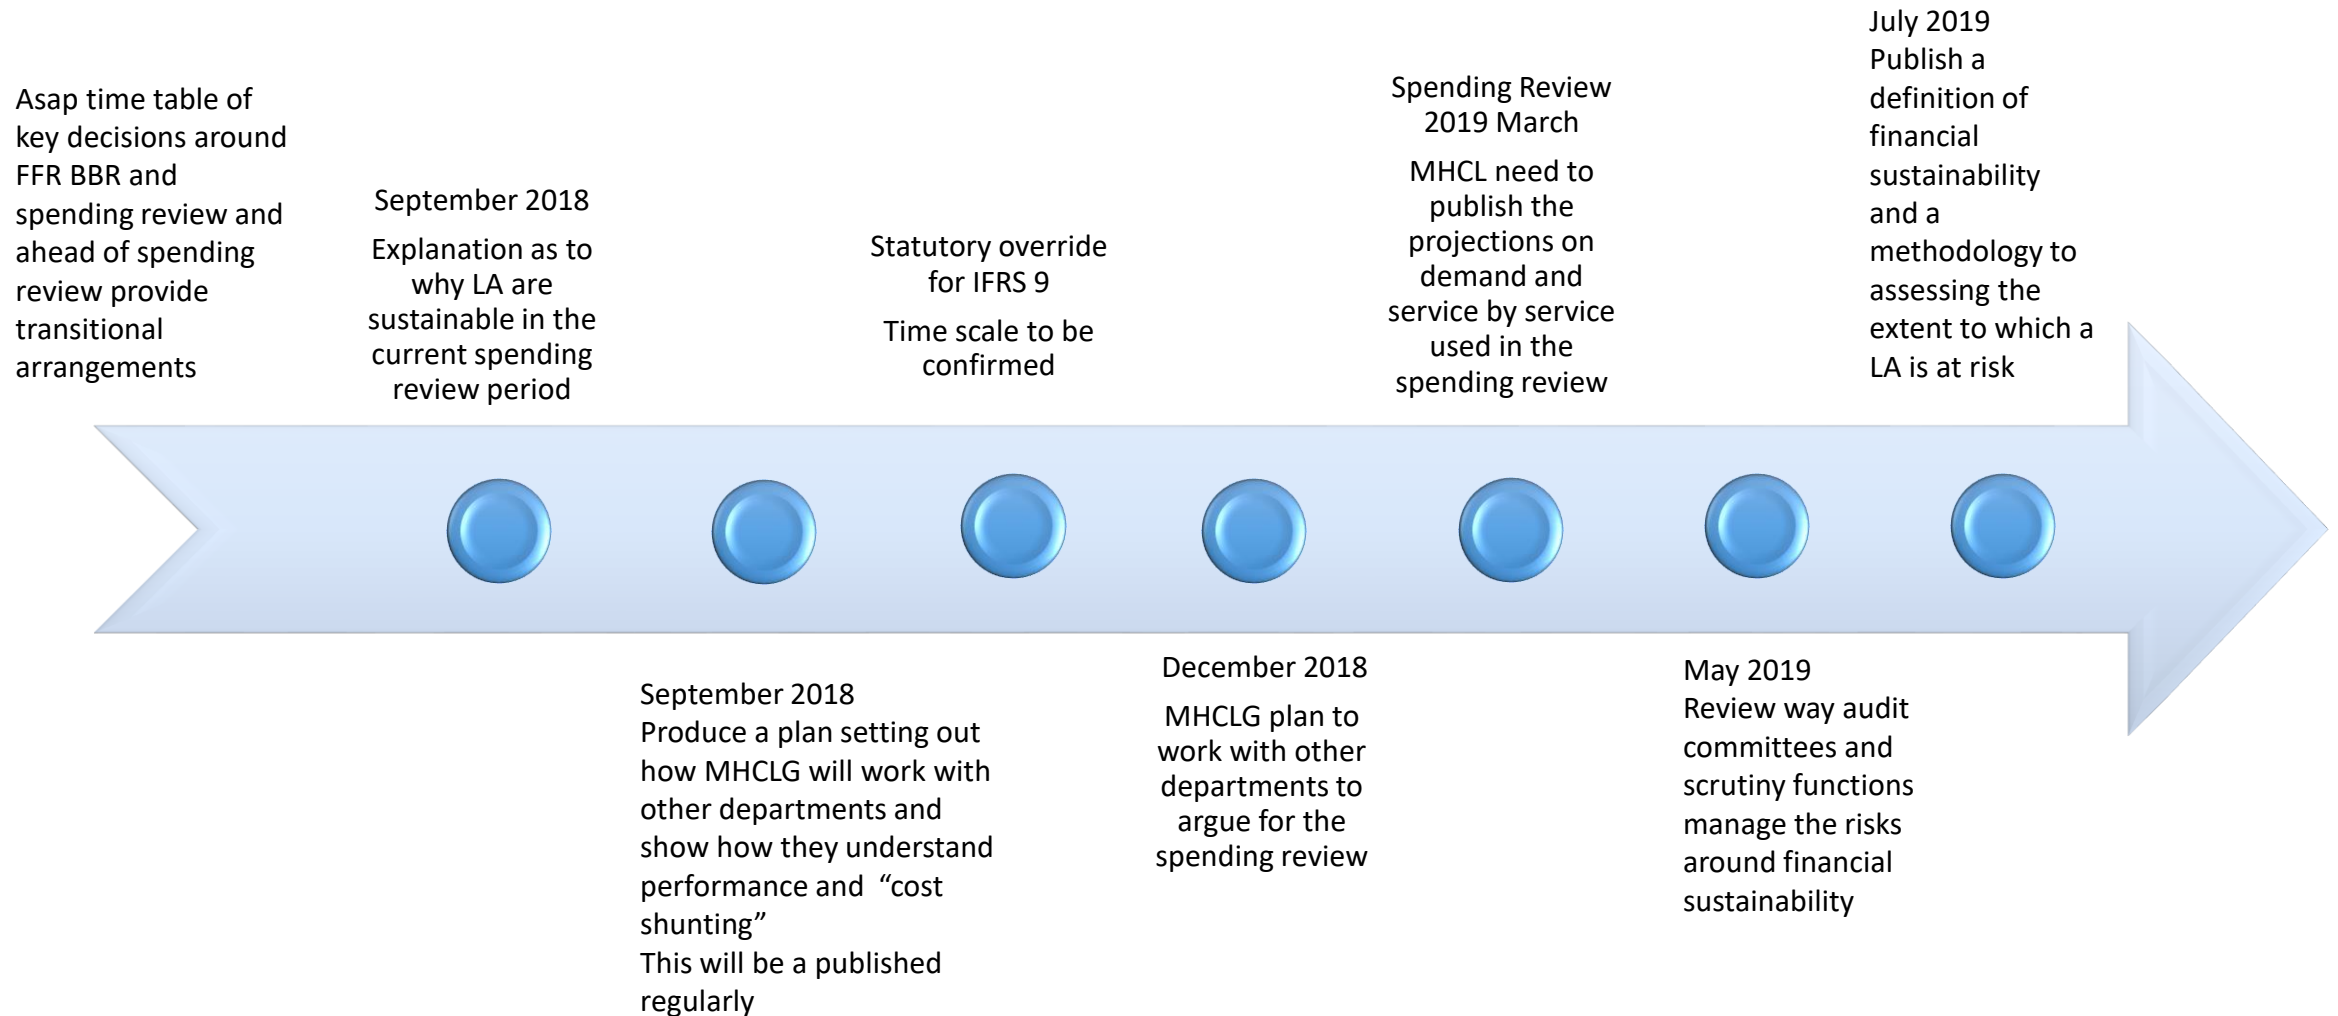 Asap time table of
key decisions around
FFR BBR and
spending review and
ahead of spending
review provide
transitional
arrangements
September 2018
Explanation as to
why LA are
sustainable in the
current spending
review period
September 2018
Produce a plan setting out
how MHCLG will work with
other departments and
show how they understand
performance and “cost
shunting”
This will be a published
regularly
Statutory override
for IFRS 9
Time scale to be
confirmed
December 2018
MHCLG plan to
work with other
departments to
argue for the
spending review
Spending Review
2019 March
MHCL need to
publish the
projections on
demand and
service by service
used in the
spending review
May 2019
Review way audit
committees and
scrutiny functions
manage the risks
around financial
sustainability
July 2019
Publish a
definition of
financial
sustainability
and a
methodology to
assessing the
extent to which a
LA is at risk